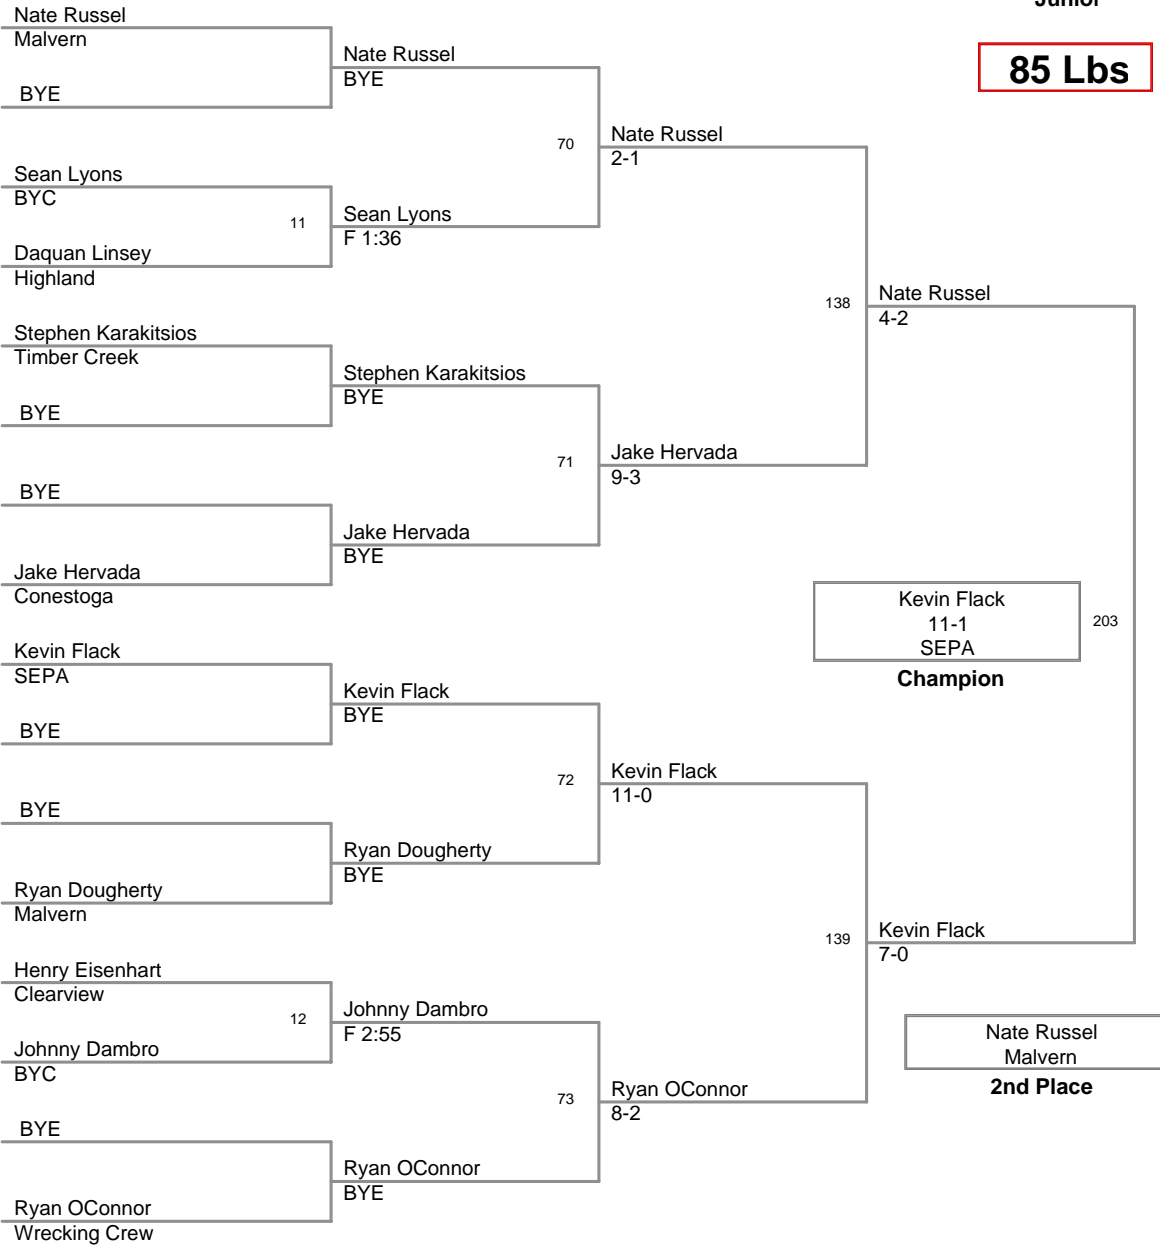 Junior
85 Lbs
Nate Russel
Malvern
BYE
Sean Lyons
BYC
Daquan Linsey
Highland
Stephen Karakitsios
Timber Creek
BYE
BYE
Jake Hervada
Conestoga
Kevin Flack
SEPA
BYE
BYE
Ryan Dougherty
Malvern
Henry Eisenhart
Clearview
Johnny Dambro
BYC
BYE
Ryan OConnor
Wrecking Crew
11
12
Nate Russel
BYE
Sean Lyons
F 1:36
Stephen Karakitsios
BYE
Jake Hervada
BYE
Kevin Flack
BYE
Ryan Dougherty
BYE
Johnny Dambro
F 2:55
Ryan OConnor
BYE
70
71
72
73
Nate Russel
2-1
Jake Hervada
9-3
Kevin Flack
11-0
Ryan OConnor
8-2
138
139
Nate Russel
4-2
Kevin Flack
7-0
203
Kevin Flack
11-1
SEPA
Champion
Nate Russel
Malvern
2nd Place